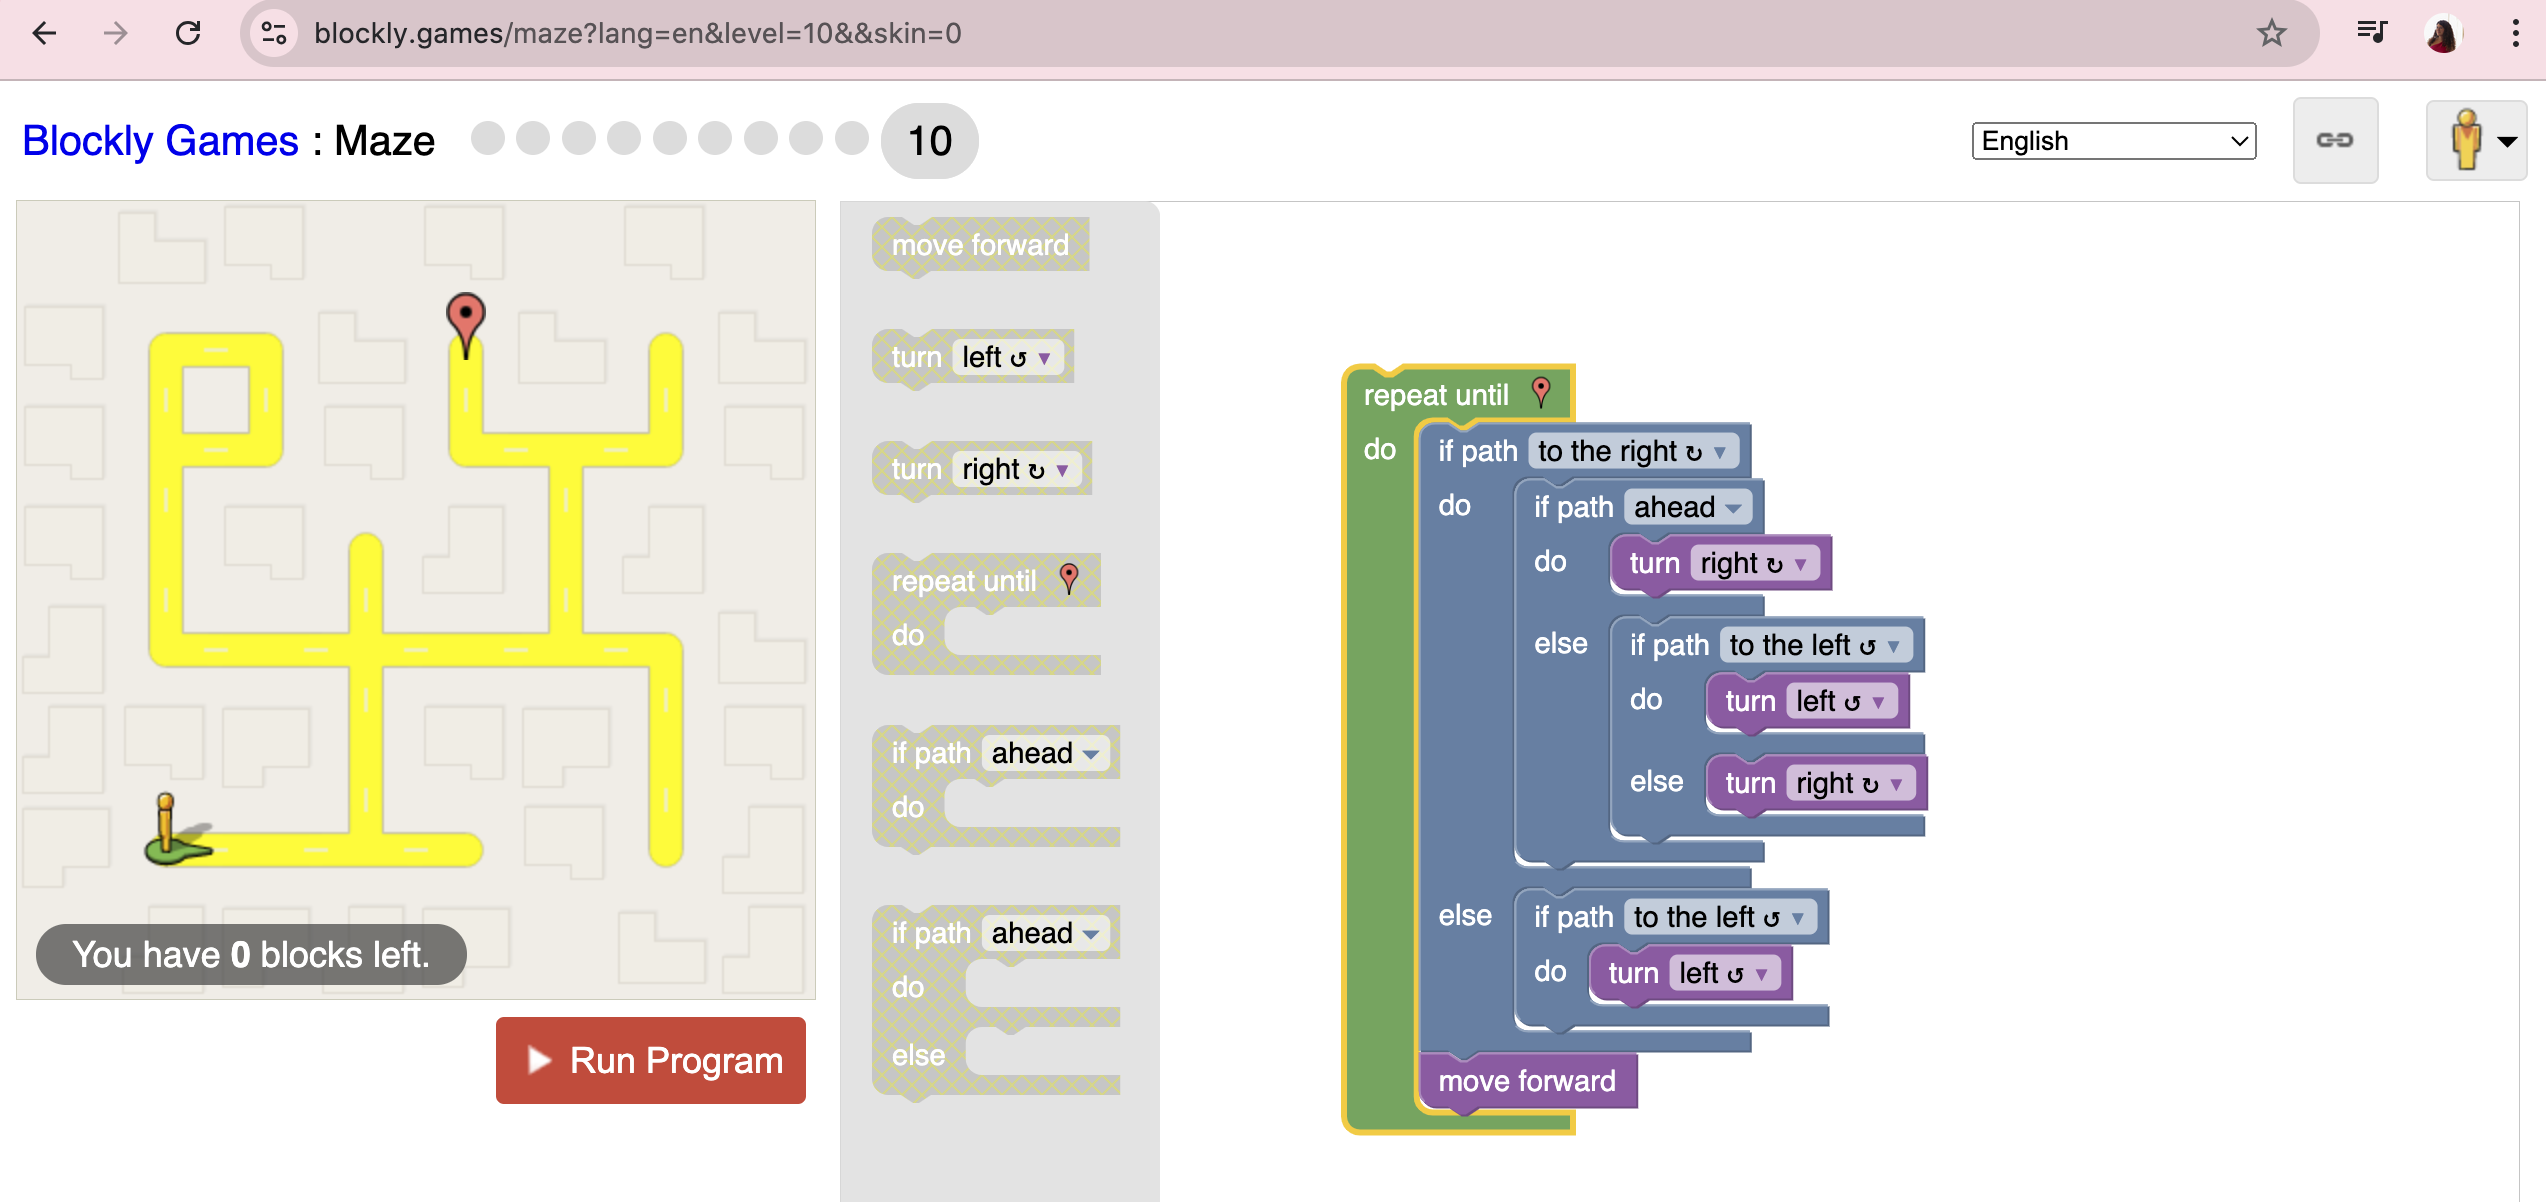 blockly.games/maze?lang=en&level=10&&skin=0
Blockly Games : Maze 10
English
move forward
turn left ↺ ▾
turn right ↻ ▾
repeat until
do
if path ahead
do
if path ahead
do
else
repeat until
do if path to the right ↻ ▾
do if path ahead
do turn right ↻ ▾
else if path to the left ↺ ▾
do turn left ↺ ▾
else turn right ↻ ▾
else if path to the left ↺ ▾
do turn left ↺ ▾
move forward
You have 0 blocks left.
Run Program